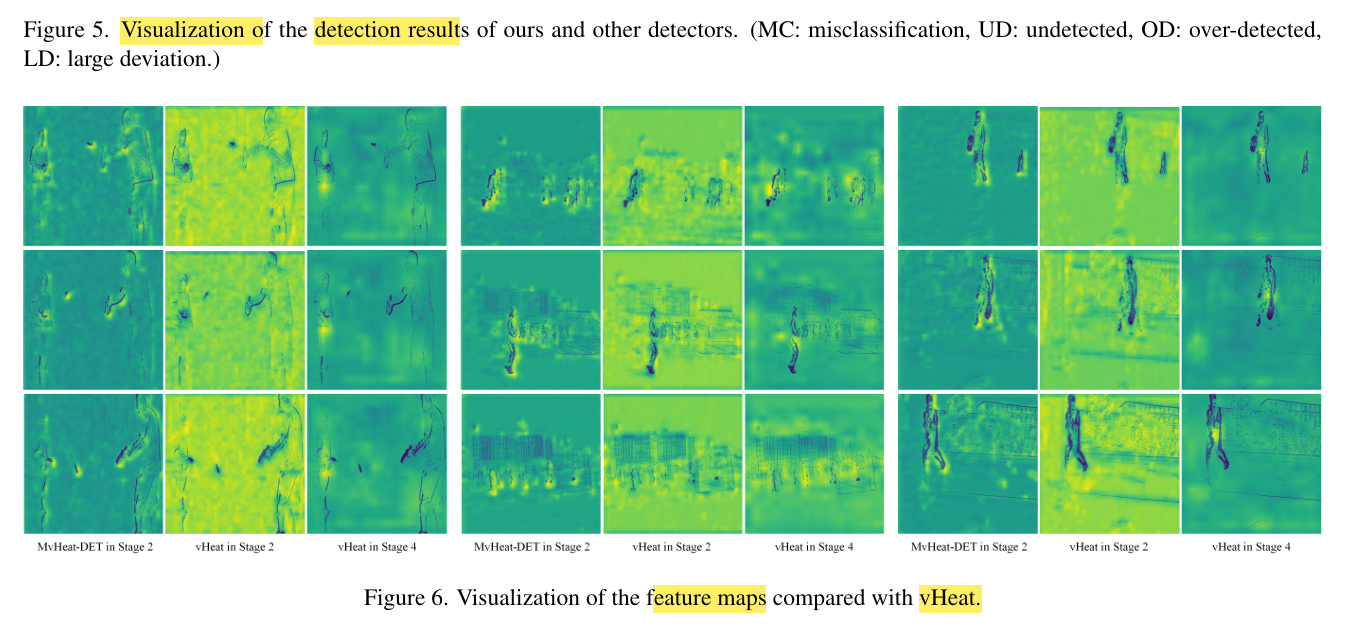 Figure 5. Visualization of the detection results of ours and other detectors. (MC: misclassification, UD: undetected, OD: over-detected,
LD: large deviation.)
MvHeat-DET in Stage 2 vHeat in Stage 2 vHeat in Stage 4 MvHeat-DET in Stage 2 vHeat in Stage 2 vHeat in Stage 4 MvHeat-DET in Stage 2 vHeat in Stage 2 vHeat in Stage 4
Figure 6. Visualization of the feature maps compared with vHeat.